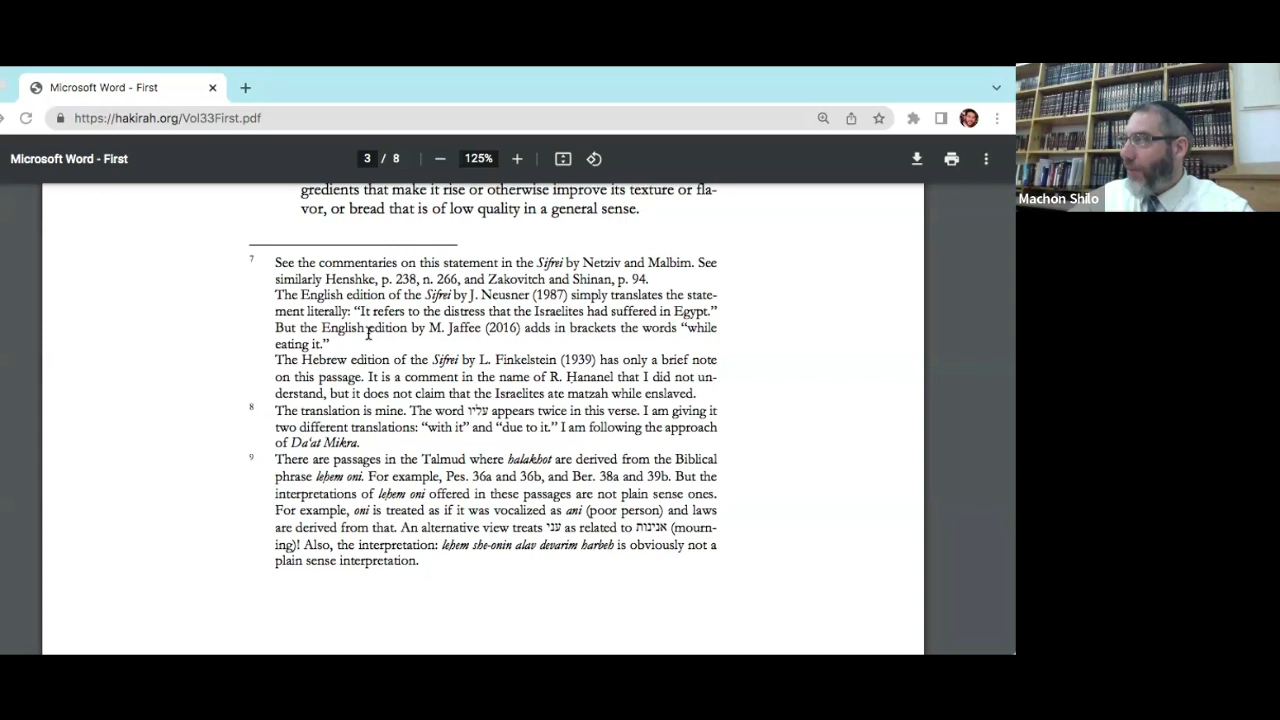 Microsoft Word - First
https://hakirah.org/Vol33First.pdf
Microsoft Word - First
3 / 8
125%
Machon Shilo
gredients that make it rise or otherwise improve its texture or fla-
vor, or bread that is of low quality in a general sense.
7 See the commentaries on this statement in the Sifrei by Netziv and Malbim. See
similarly Henshke, p. 238, n. 266, and Zakovitch and Shinan, p. 94.
The English edition of the Sifrei by J. Neusner (1987) simply translates the state-
ment literally: “It refers to the distress that the Israelites had suffered in Egypt.”
But the English edition by M. Jaffee (2016) adds in brackets the words “while
eating it.”
The Hebrew edition of the Sifrei by L. Finkelstein (1939) has only a brief note
on this passage. It is a comment in the name of R. Ḥananel that I did not un-
derstand, but it does not claim that the Israelites ate matzah while enslaved.
8 The translation is mine. The word עליו appears twice in this verse. I am giving it
two different translations: “with it” and “due to it.” I am following the approach
of Da‘at Mikra.
9 There are passages in the Talmud where halakhot are derived from the Biblical
phrase leḥem oni. For example, Pes. 36a and 36b, and Ber. 38a and 39b. But the
interpretations of leḥem oni offered in these passages are not plain sense ones.
For example, oni is treated as if it was vocalized as ani (poor person) and laws
are derived from that. An alternative view treats עני as related to אנינות (mourn-
ing)! Also, the interpretation: leḥem she-onin alav devarim harbeh is obviously not a
plain sense interpretation.